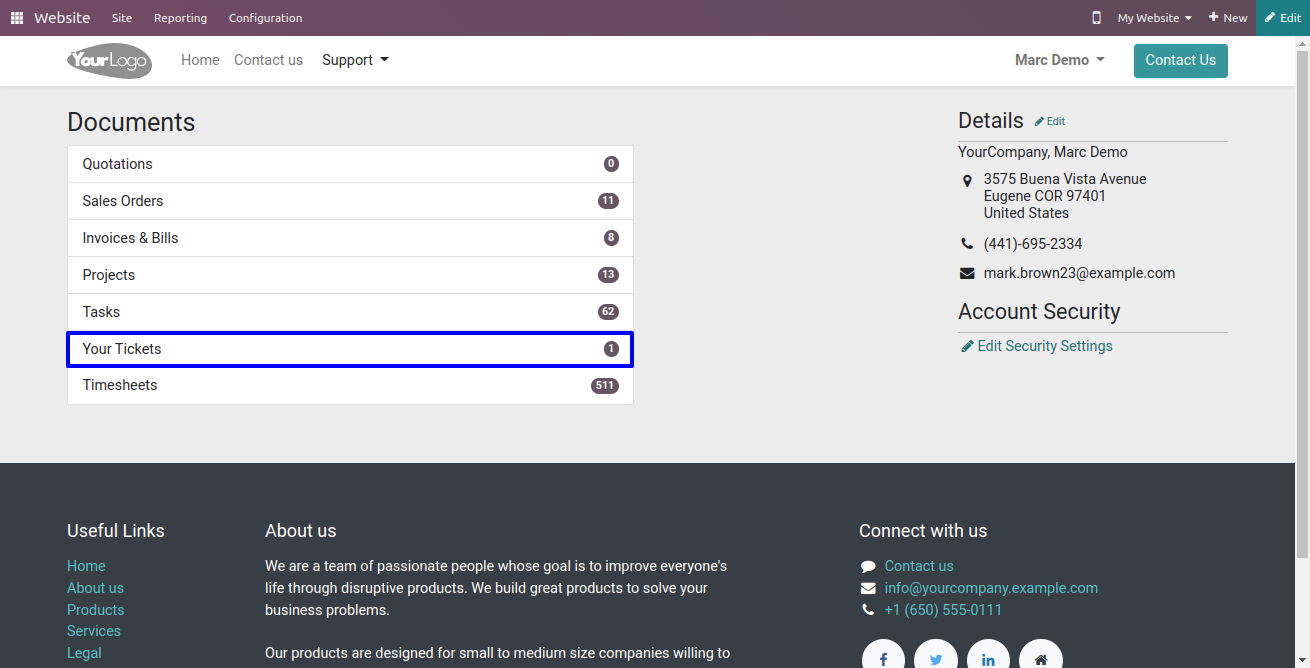 Website Site Reporting Configuration My Website New Edit
YourLogo Home Contact us Support Marc Demo Contact Us
Documents
Quotations 0
Sales Orders 11
Invoices & Bills 8
Projects 13
Tasks 62
Your Tickets 1
Timesheets 511
Details Edit
YourCompany, Marc Demo
3575 Buena Vista Avenue
Eugene COR 97401
United States
(441)-695-2334
mark.brown23@example.com
Account Security
Edit Security Settings
Useful Links
Home
About us
Products
Services
Legal
About us
We are a team of passionate people whose goal is to improve everyone's
life through disruptive products. We build great products to solve your
business problems.
Our products are designed for small to medium size companies willing to
Connect with us
Contact us
info@yourcompany.example.com
+1 (650) 555-0111